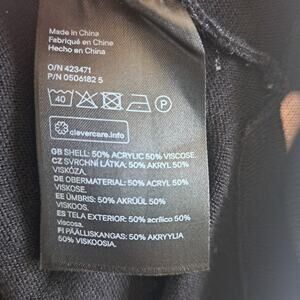 Made in China
Fabriqué en Chine
Hecho en China
O/N 423471
P/N 0506182 5
40
P
clevercare.info
GB SHELL: 50% ACRYLIC 50% VISCOSE.
CZ SVRCHNÍ LÁTKA: 50% AKRYL 50%
VISKÓZA.
DE OBERMATERIAL: 50% ACRYL 50%
VISKOSE.
EE ÜMBRIS: 50% AKRÜÜL 50%
VISKOOS.
ES TELA EXTERIOR: 50% acrílico 50%
viscosa.
FI PÄÄLLISKANGAS: 50% AKRYYLIA
50% VISKOOSIA.